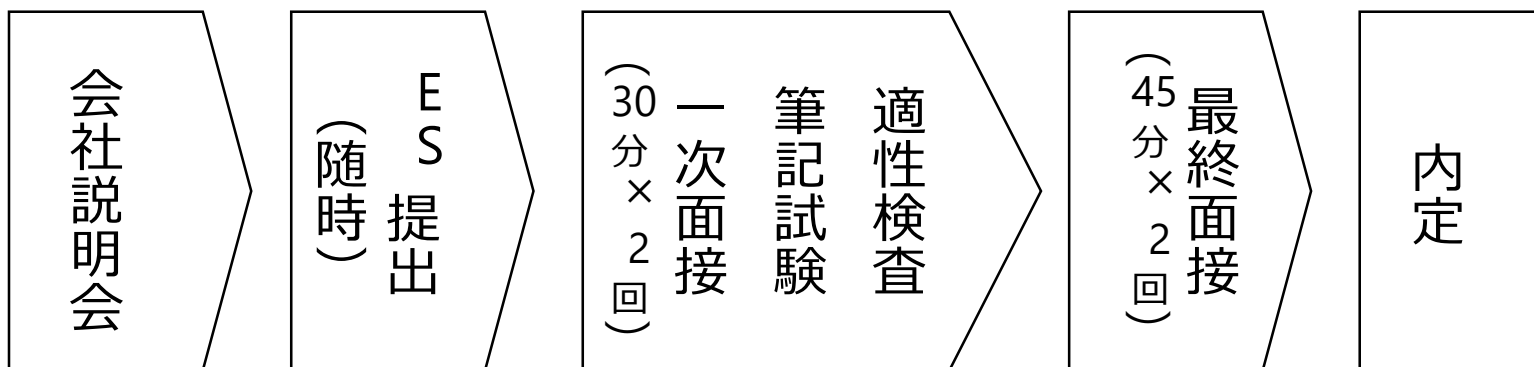 会社説明会
ES提出
（随時）
適性検査
筆記試験
一次面接
（30分×2回）
最終面接
（45分×2回）
内定